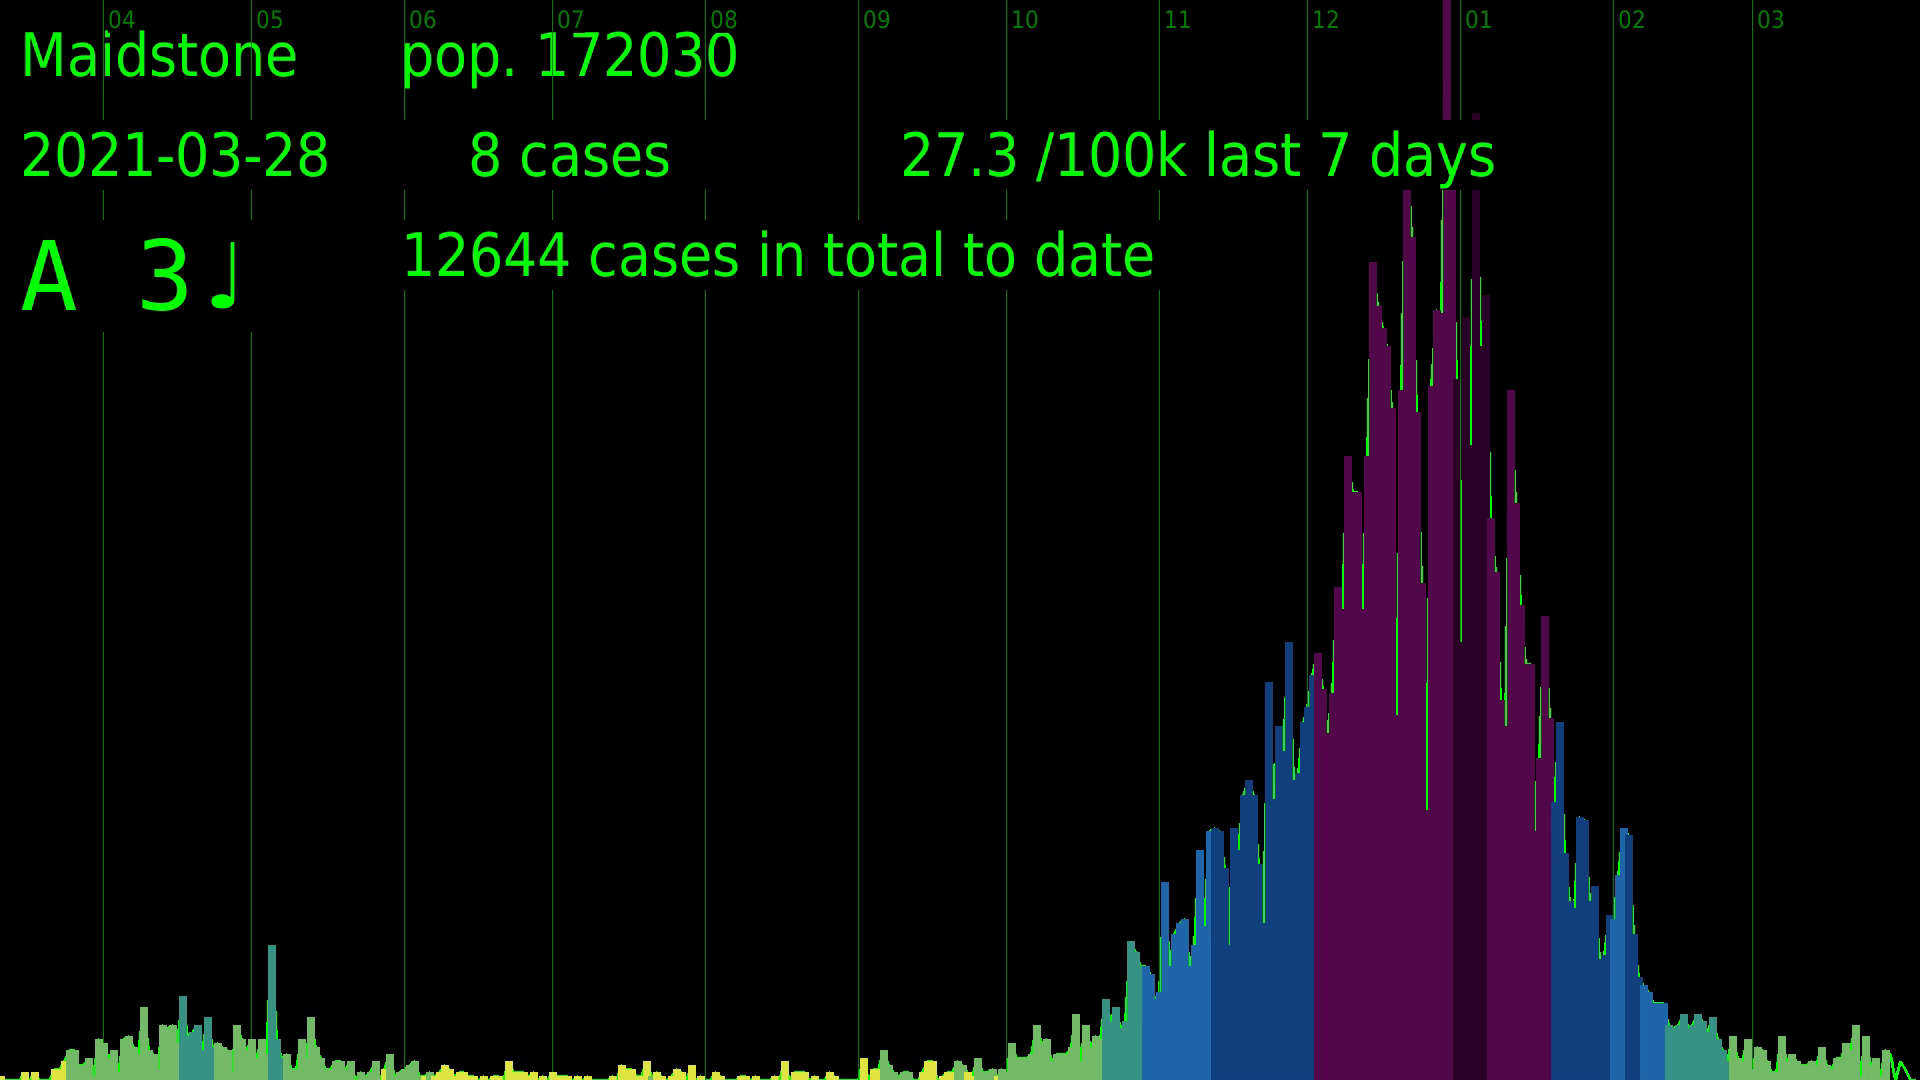 04 05 06 07 08 09 10 11 12 01 02 03
Maidstone pop. 172030
2021-03-28 8 cases 27.3 /100k last 7 days
A 3♩ 12644 cases in total to date